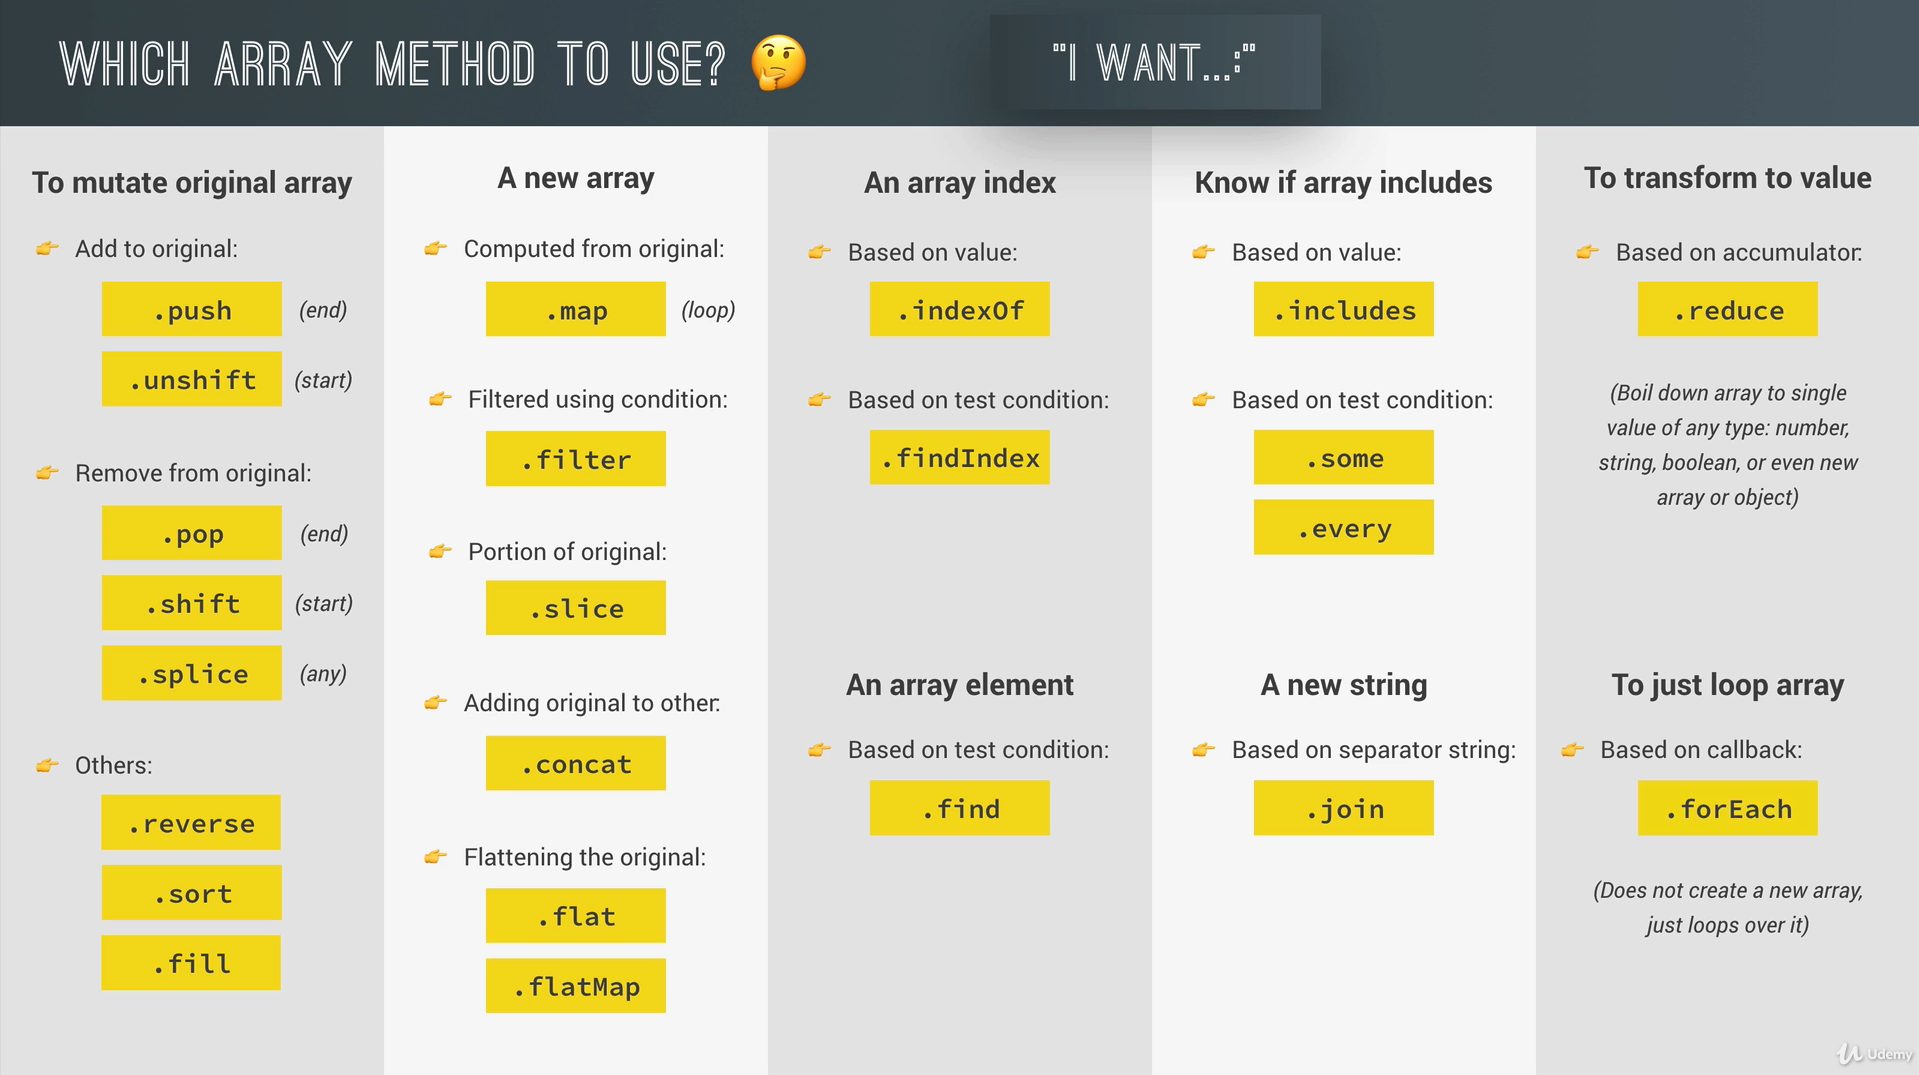 WHICH ARRAY METHOD TO USE? 🤔
"I WANT...:"
To mutate original array
👉 Add to original:
.push (end)
.unshift (start)
👉 Remove from original:
.pop (end)
.shift (start)
.splice (any)
👉 Others:
.reverse
.sort
.fill
A new array
👉 Computed from original:
.map (loop)
👉 Filtered using condition:
.filter
👉 Portion of original:
.slice
👉 Adding original to other:
.concat
👉 Flattening the original:
.flat
.flatMap
An array index
👉 Based on value:
.indexOf
👉 Based on test condition:
.findIndex
An array element
👉 Based on test condition:
.find
Know if array includes
👉 Based on value:
.includes
👉 Based on test condition:
.some
.every
A new string
👉 Based on separator string:
.join
To transform to value
👉 Based on accumulator:
.reduce
(Boil down array to single
value of any type: number,
string, boolean, or even new
array or object)
To just loop array
👉 Based on callback:
.forEach
(Does not create a new array,
just loops over it)
Udemy